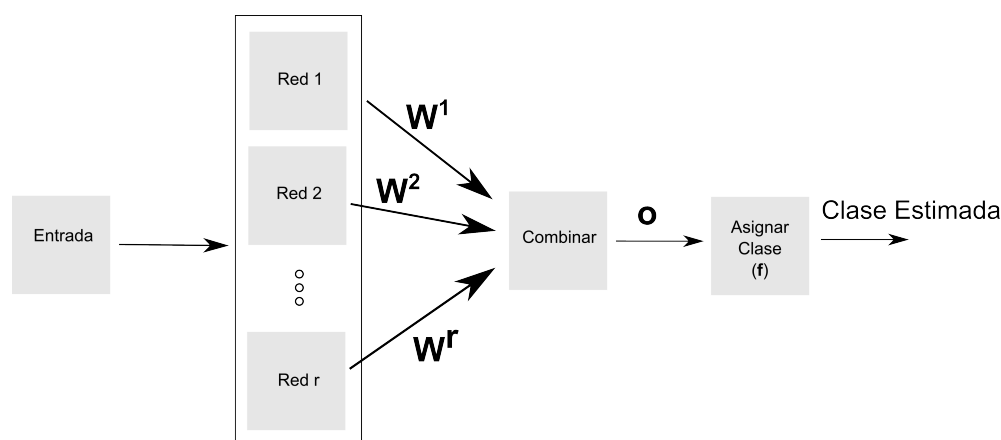 Entrada
Red 1
Red 2
Red r
W¹
W²
Wʳ
Combinar
o
Asignar
Clase
(f)
Clase Estimada